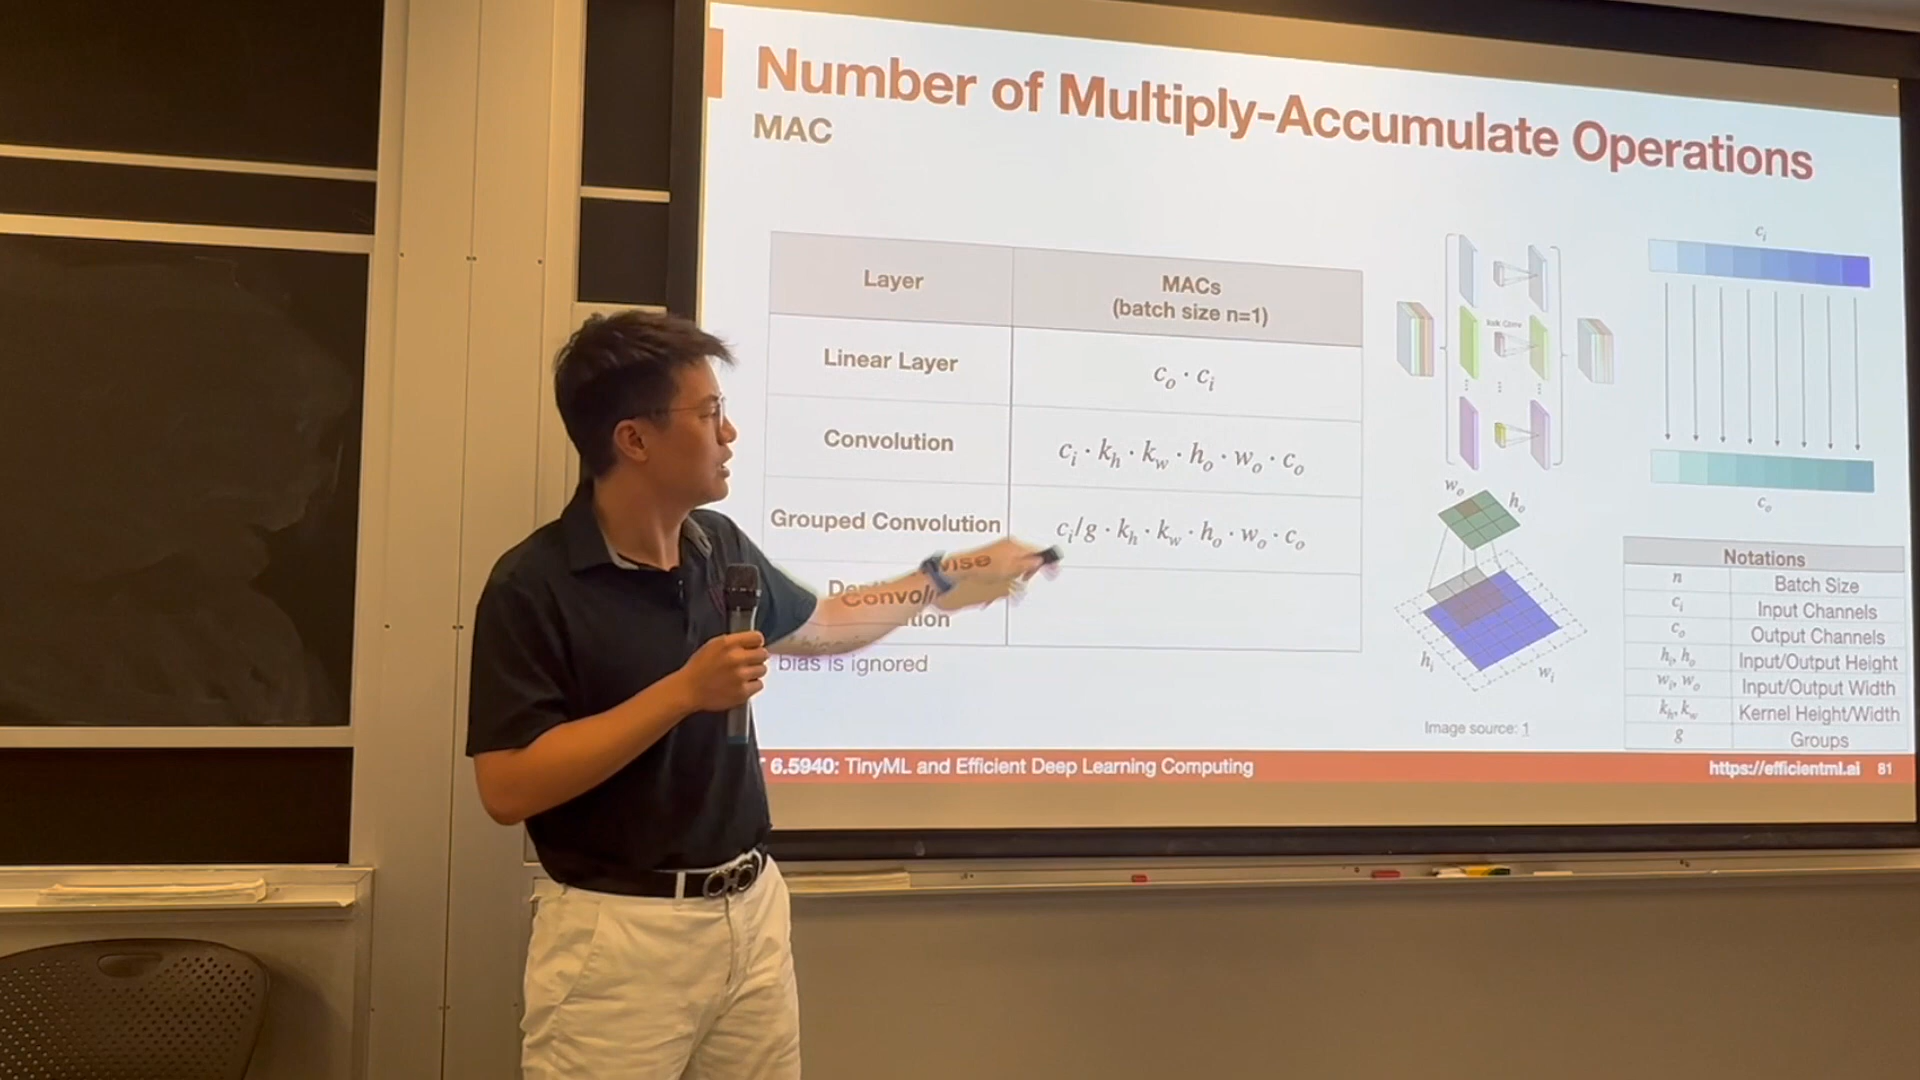 Number of Multiply-Accumulate Operations
MAC
Layer
MACs
(batch size n=1)
Linear Layer
c_o · c_i
Convolution
c_i · k_h · k_w · h_o · w_o · c_o
Grouped Convolution
c_i/g · k_h · k_w · h_o · w_o · c_o
wise
Convol
tion
bias is ignored
c_i
c_o
w_o
h_o
h_i
w_i
Image source: 1
Notations
n Batch Size
c_i Input Channels
c_o Output Channels
h_i, h_o Input/Output Height
w_i, w_o Input/Output Width
k_h, k_w Kernel Height/Width
g Groups
6.5940: TinyML and Efficient Deep Learning Computing
https://efficientml.ai 81